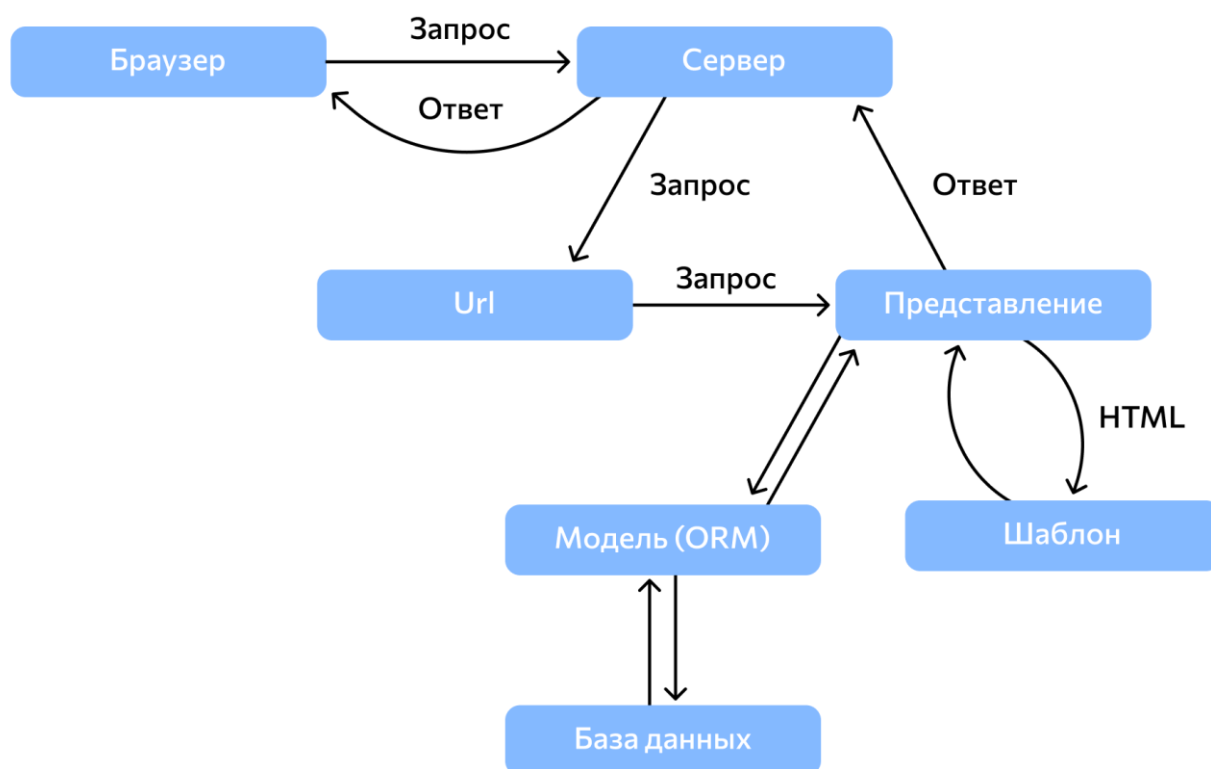 Запрос
Браузер
Сервер
Ответ
Запрос
Ответ
Запрос
Url
Представление
HTML
Модель (ORM)
Шаблон
База данных